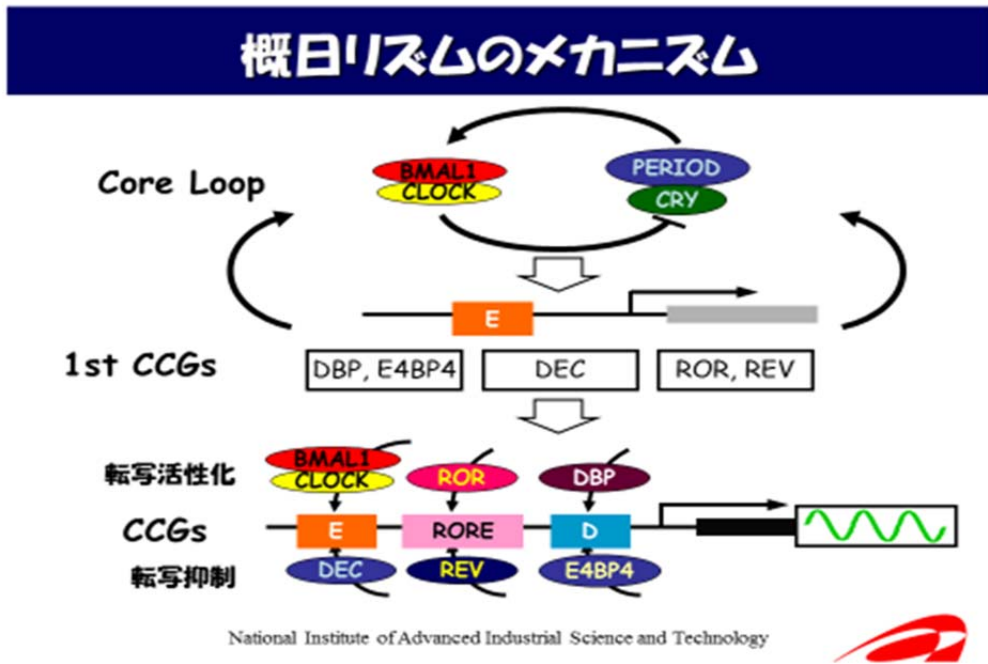 概日リズムのメカニズム
Core Loop
BMAL1
CLOCK
PERIOD
CRY
E
1st CCGs
DBP, E4BP4
DEC
ROR, REV
転写活性化
BMAL1
CLOCK
ROR
DBP
CCGs
E
RORE
D
転写抑制
DEC
REV
E4BP4
National Institute of Advanced Industrial Science and Technology